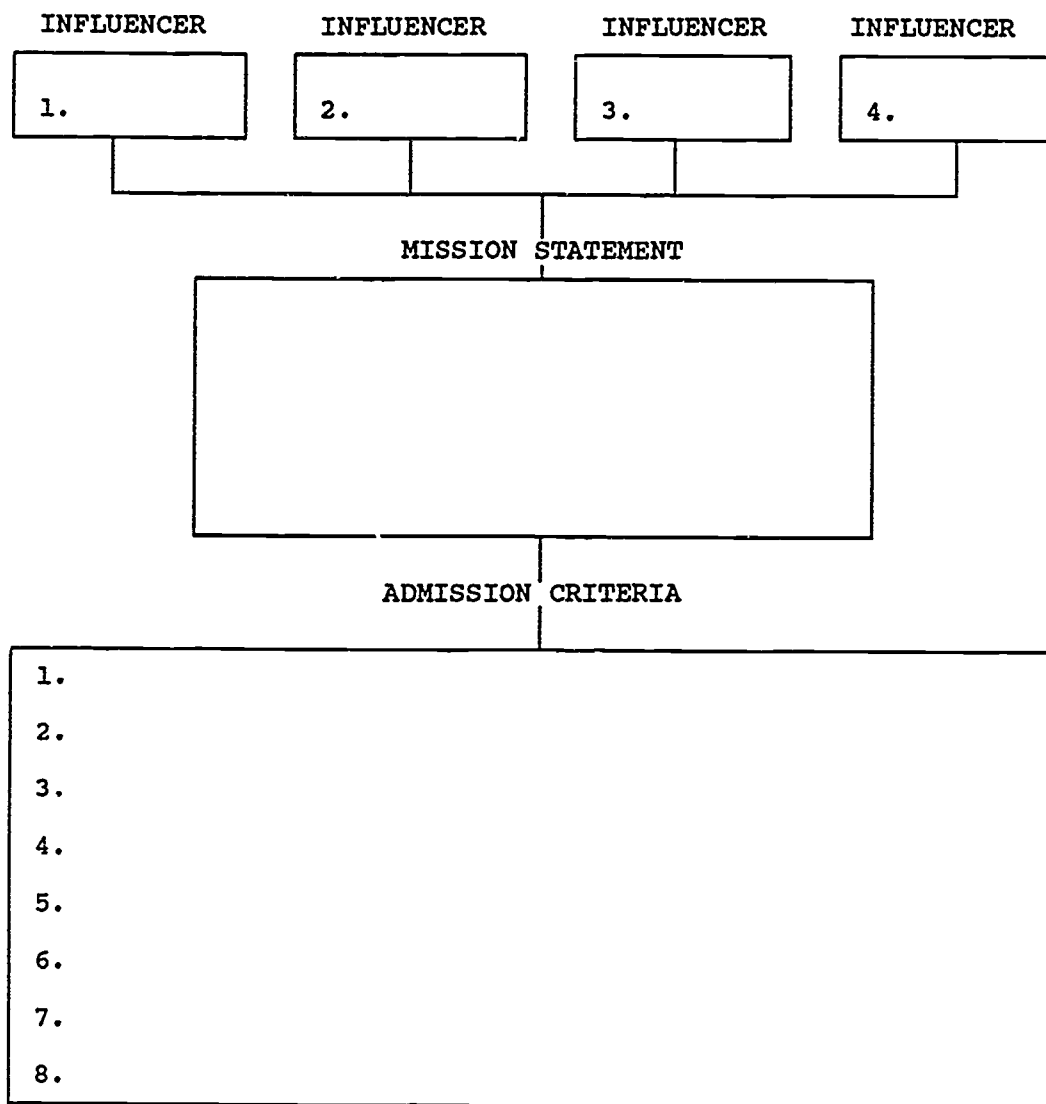 INFLUENCER INFLUENCER INFLUENCER INFLUENCER
1. 2. 3. 4.
MISSION STATEMENT
ADMISSION CRITERIA
1.
2.
3.
4.
5.
6.
7.
8.